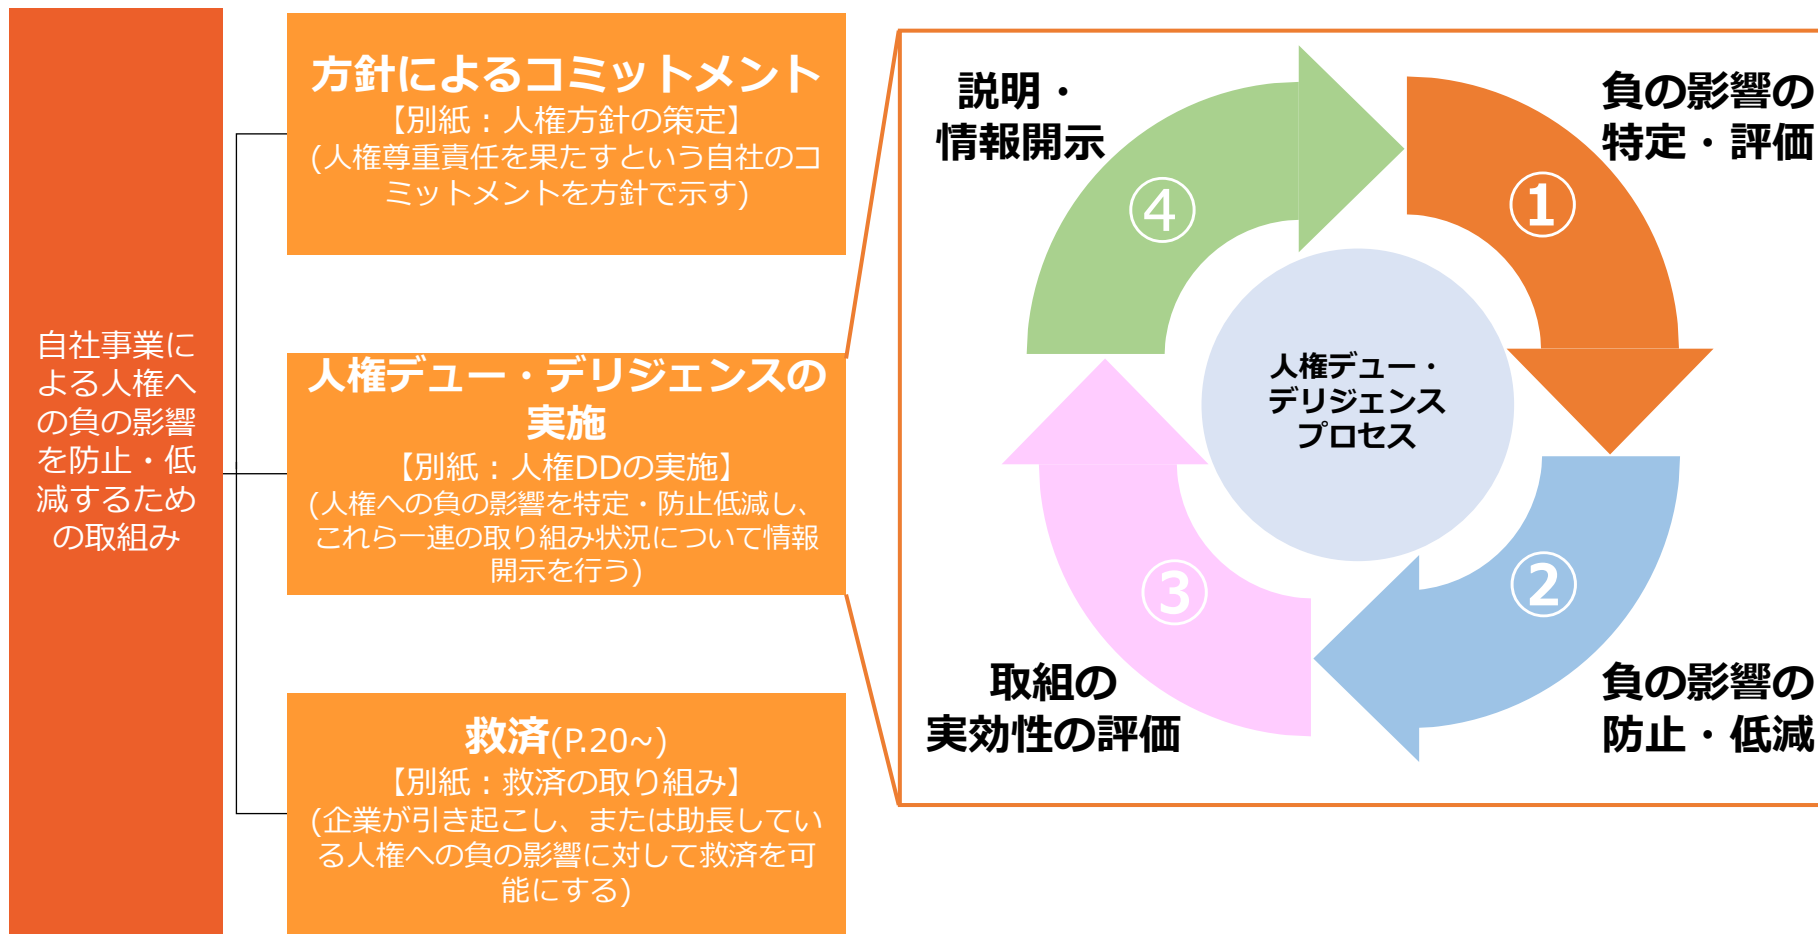 自社事業に
よる人権へ
の負の影響
を防止・低
減するため
の取組み
方針によるコミットメント
【別紙：人権方針の策定】
(人権尊重責任を果たすという自社のコ
ミットメントを方針で示す)
人権デュー・デリジェンスの
実施
【別紙：人権DDの実施】
(人権への負の影響を特定・防止低減し、
これら一連の取り組み状況について情報
開示を行う)
救済(P.20~)
【別紙：救済の取り組み】
(企業が引き起こし、または助長してい
る人権への負の影響に対して救済を可
能にする)
説明・
情報開示
④
負の影響の
特定・評価
①
人権デュー・
デリジェンス
プロセス
②
負の影響の
防止・低減
③
取組の
実効性の評価